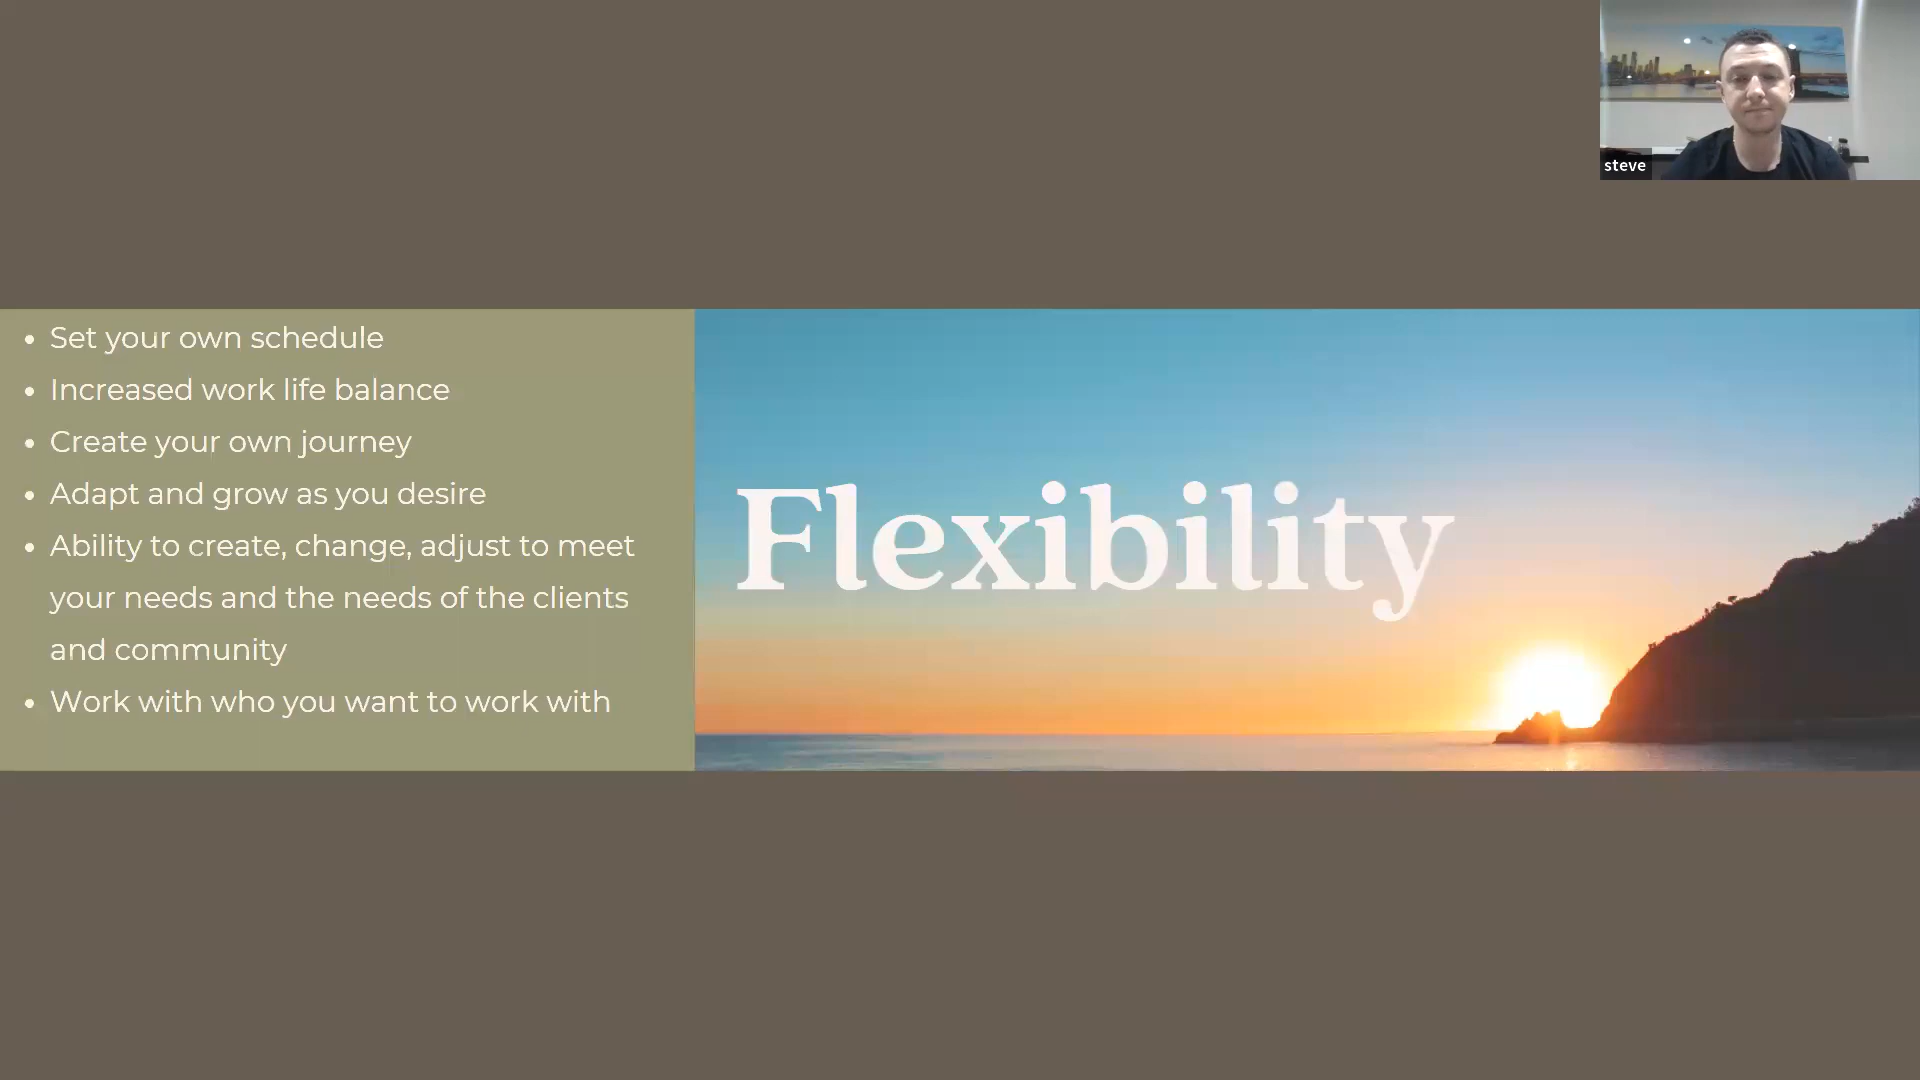 steve
Set your own schedule
Increased work life balance
Create your own journey
Adapt and grow as you desire
Ability to create, change, adjust to meet
your needs and the needs of the clients
and community
Work with who you want to work with
Flexibility